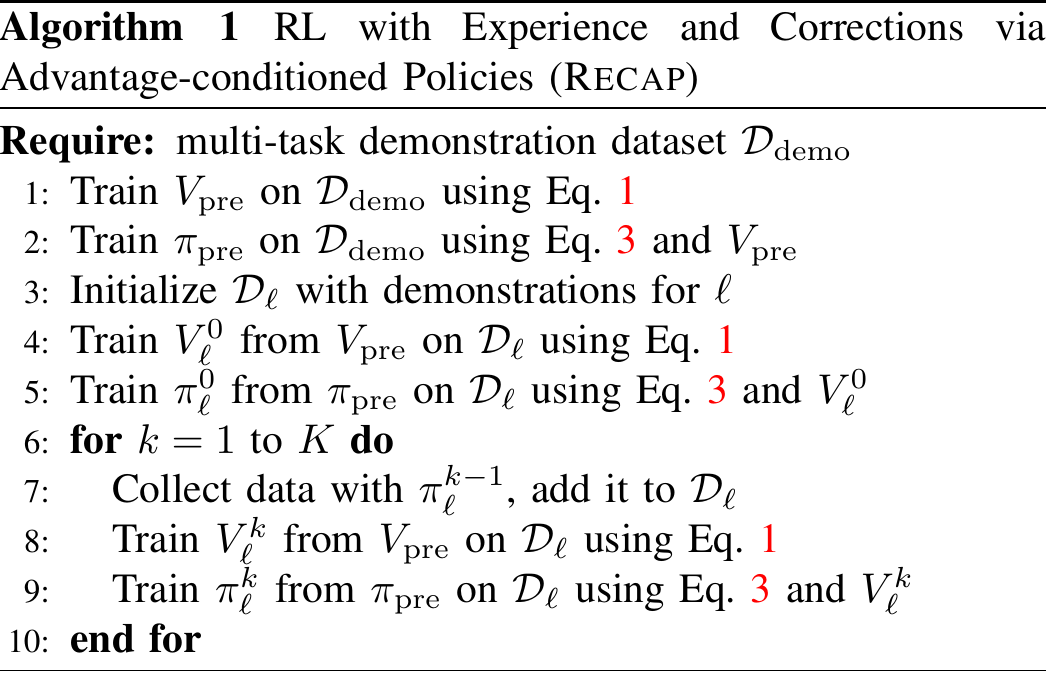 Algorithm 1 RL with Experience and Corrections via
Advantage-conditioned Policies (RECAP)
Require: multi-task demonstration dataset 𝒟_demo
1: Train V_pre on 𝒟_demo using Eq. 1
2: Train π_pre on 𝒟_demo using Eq. 3 and V_pre
3: Initialize 𝒟_ℓ with demonstrations for ℓ
4: Train V_ℓ^0 from V_pre on 𝒟_ℓ using Eq. 1
5: Train π_ℓ^0 from π_pre on 𝒟_ℓ using Eq. 3 and V_ℓ^0
6: for k = 1 to K do
7: Collect data with π_ℓ^{k−1}, add it to 𝒟_ℓ
8: Train V_ℓ^k from V_pre on 𝒟_ℓ using Eq. 1
9: Train π_ℓ^k from π_pre on 𝒟_ℓ using Eq. 3 and V_ℓ^k
10: end for